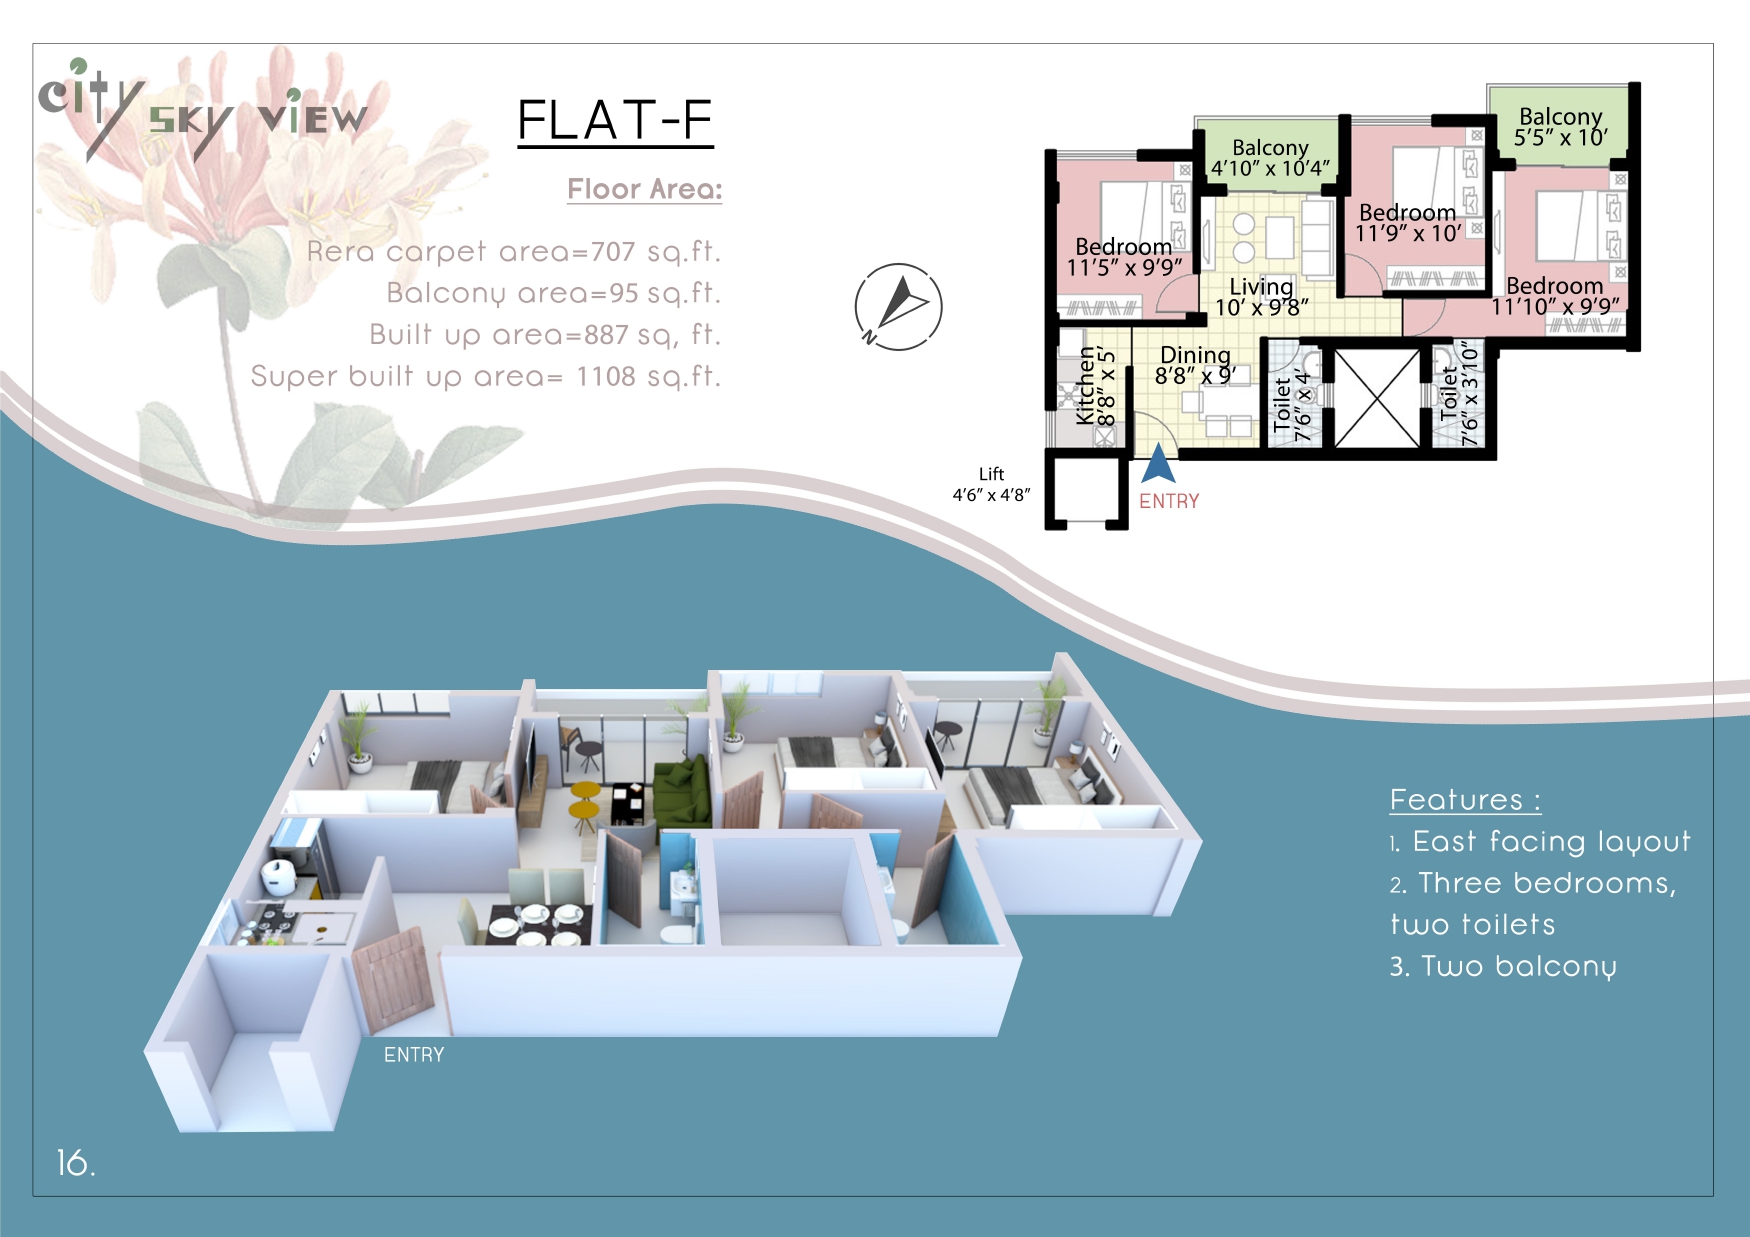 city SKY VIEW
FLAT-F
Floor Area:
Rera carpet area=707 sq.ft.
Balcony area=95 sq.ft.
Built up area=887 sq, ft.
Super built up area= 1108 sq.ft.
N
Balcony
5’5” x 10’
Balcony
4’10” x 10’4”
Bedroom
11’9” x 10’
Bedroom
11’5” x 9’9”
Living
10’ x 9’8”
Bedroom
11’10” x 9’9”
Dining
8’8” x 9’
Kitchen
8’8” x 5’
Toilet
7’6” x 4’
Toilet
7’6” x 3’10”
Lift
4’6” x 4’8”
ENTRY
ENTRY
Features :
1. East facing layout
2. Three bedrooms,
two toilets
3. Two balcony
16.